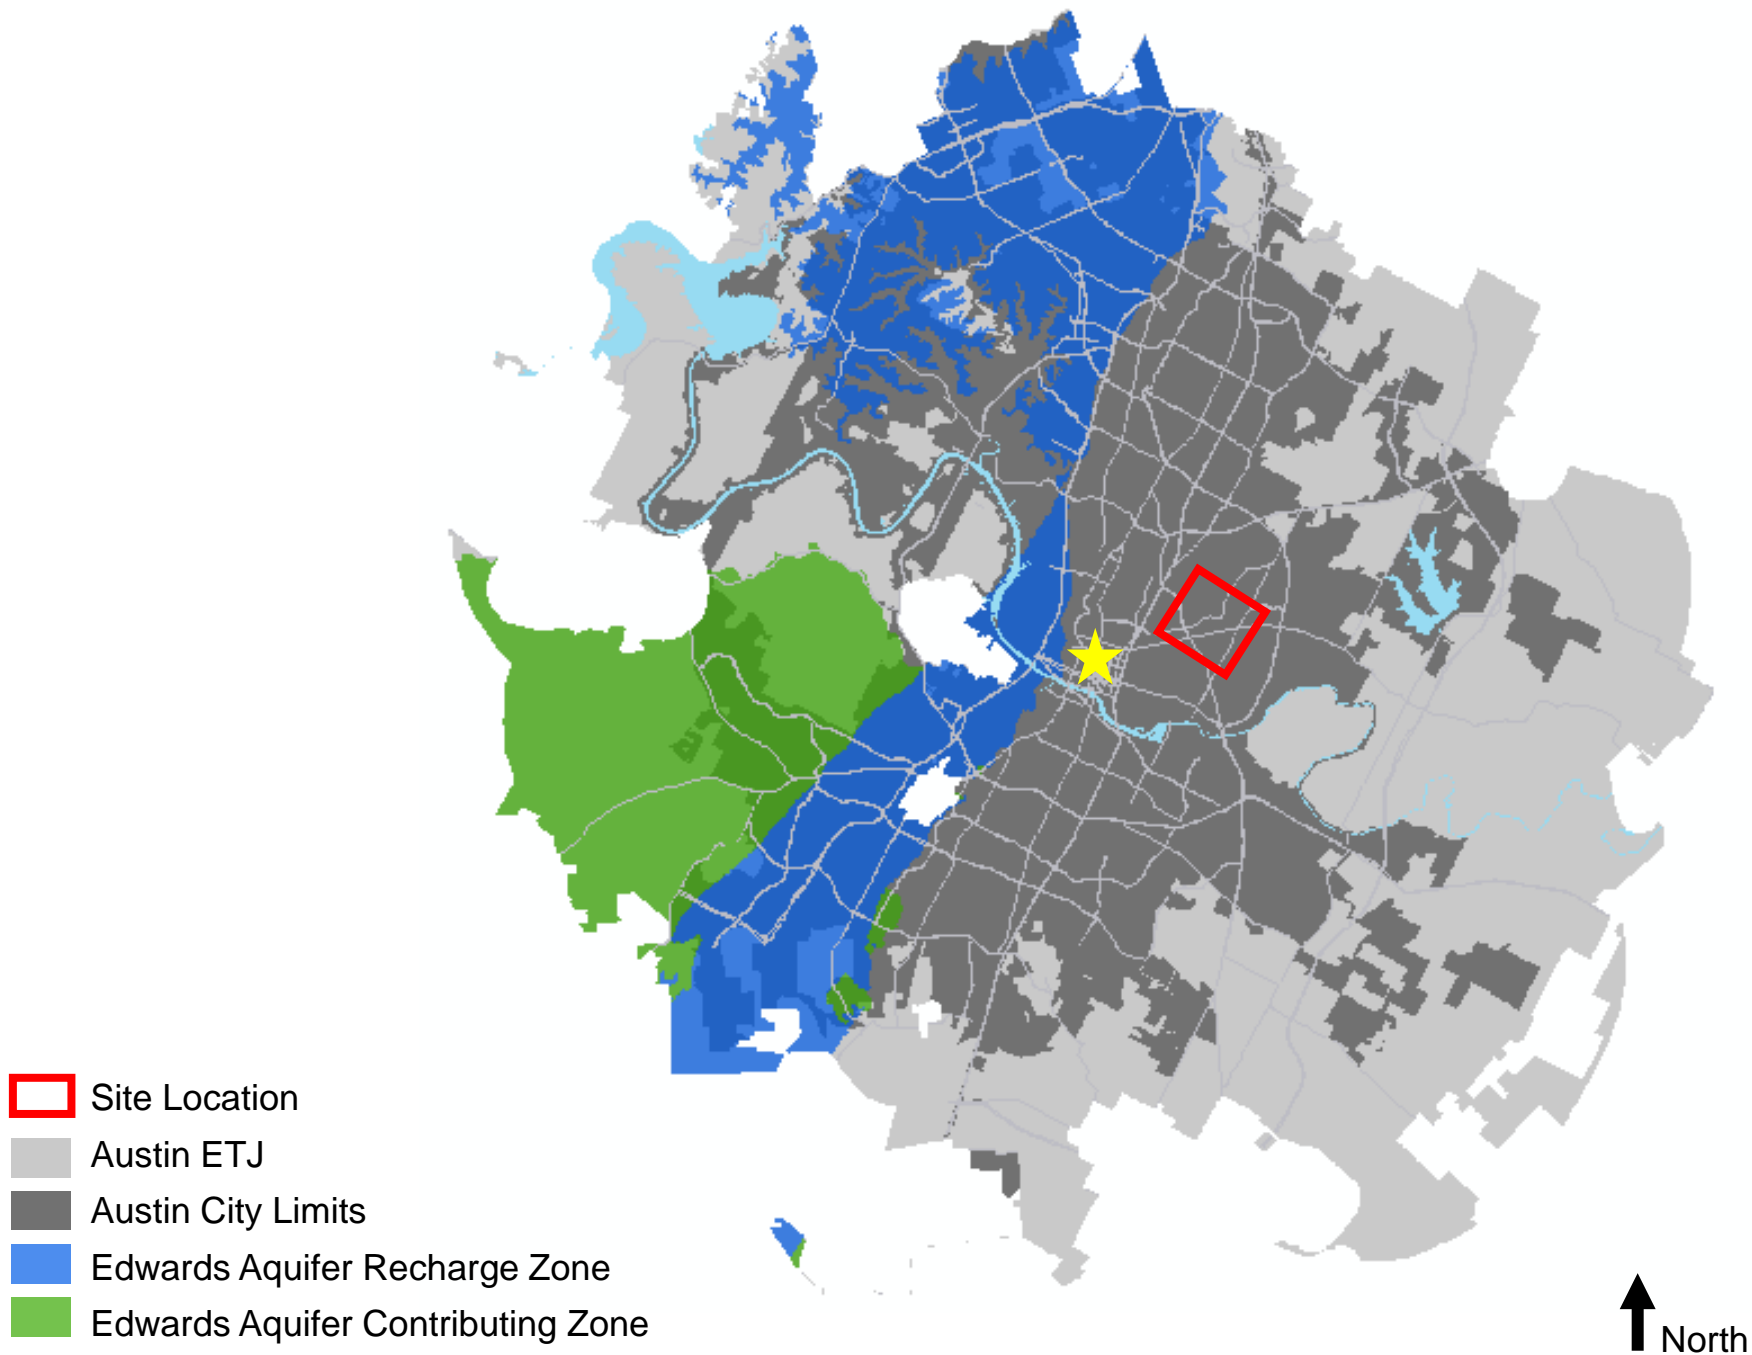 Site Location
Austin ETJ
Austin City Limits
Edwards Aquifer Recharge Zone
Edwards Aquifer Contributing Zone
North